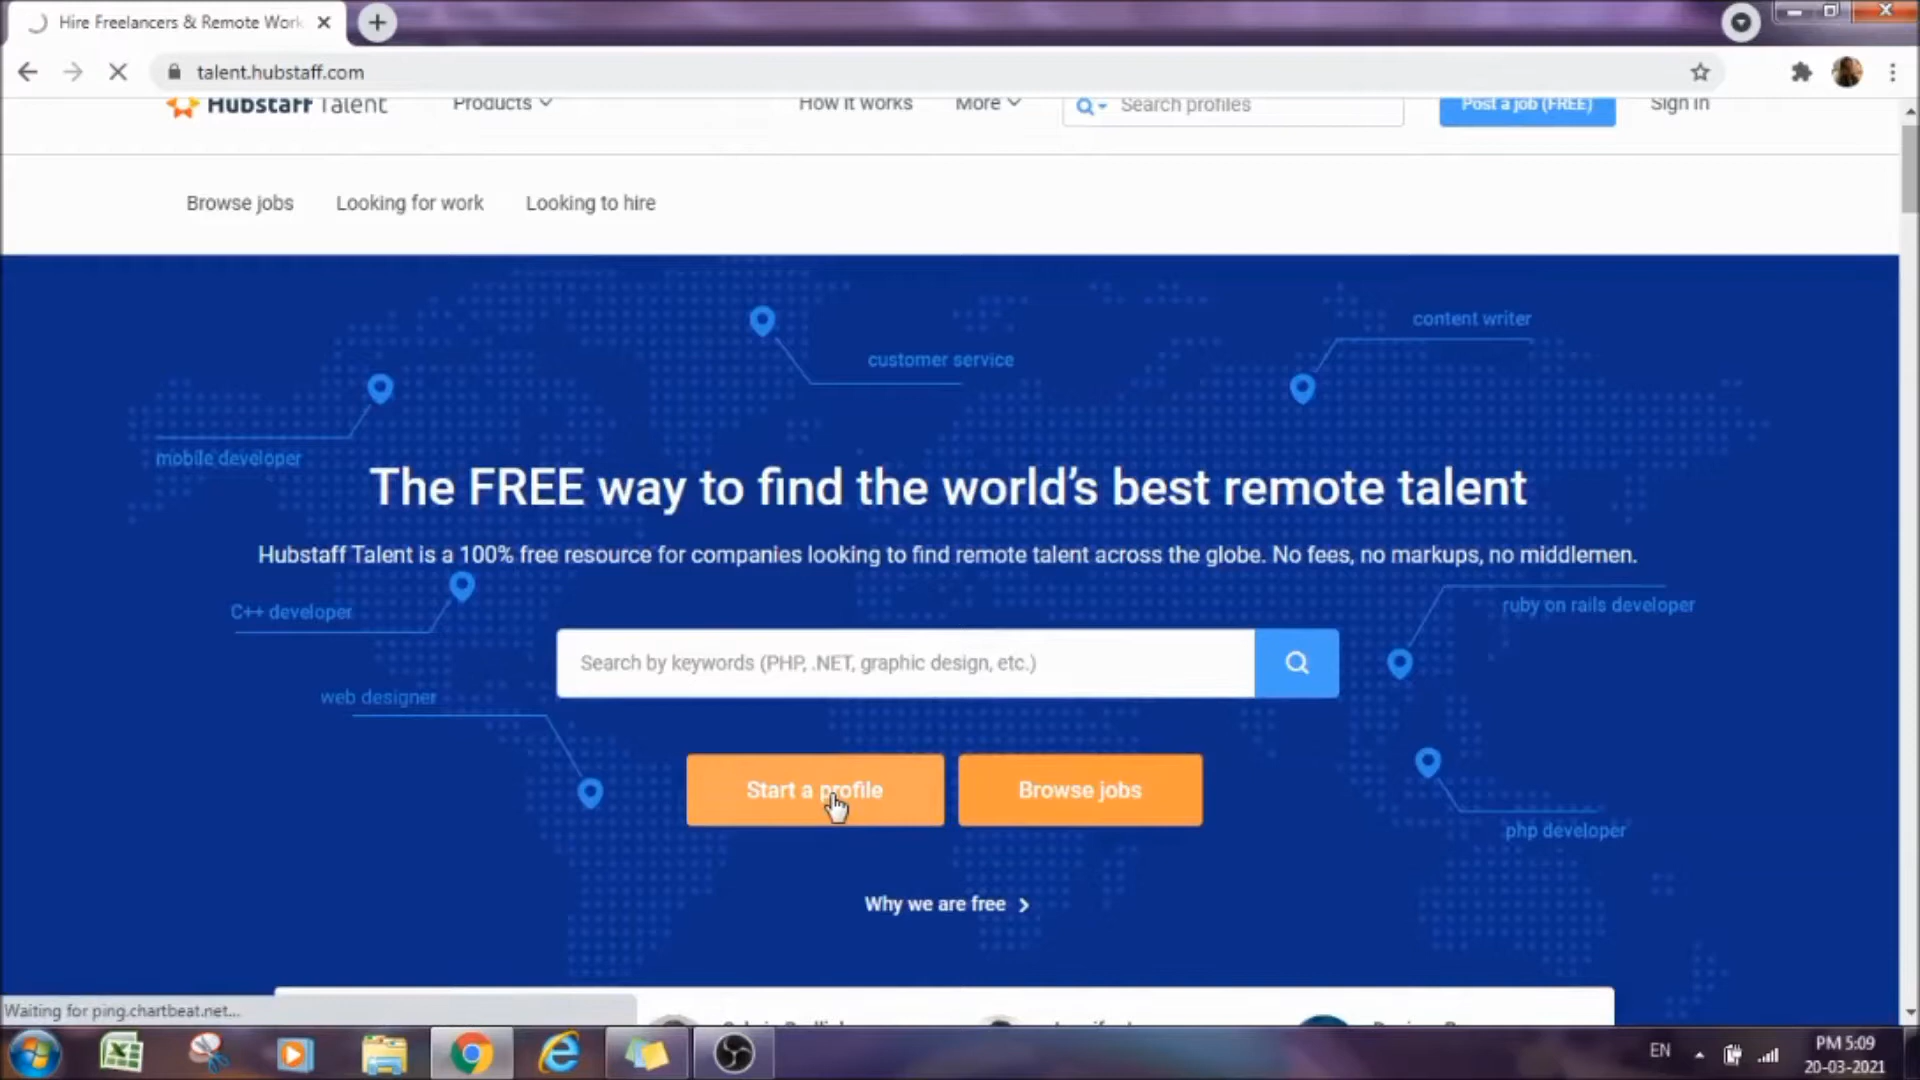 Hire Freelancers & Remote Work
talent.hubstaff.com
Hubstaff Talent
Products
How it works
More
Search profiles
Post a job (FREE)
Sign in
Browse jobs
Looking for work
Looking to hire
content writer
customer service
mobile developer
The FREE way to find the world's best remote talent
Hubstaff Talent is a 100% free resource for companies looking to find remote talent across the globe. No fees, no markups, no middlemen.
C++ developer
ruby on rails developer
Search by keywords (PHP, .NET, graphic design, etc.)
web designer
Start a profile
Browse jobs
php developer
Why we are free
Waiting for ping.chartbeat.net...
EN
PM 5:09
20-03-2021